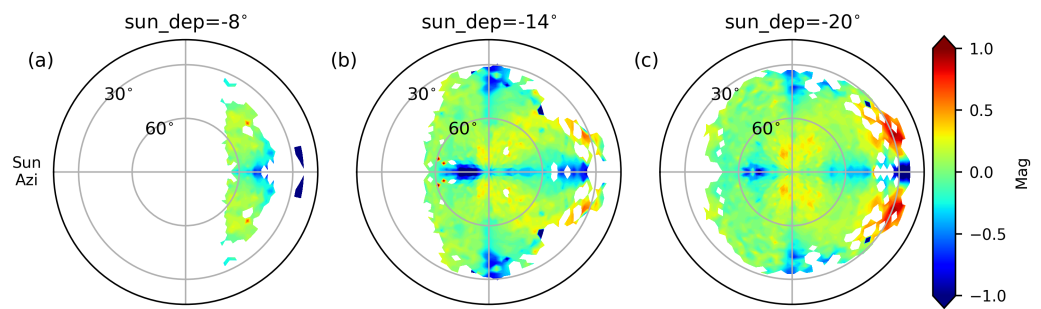 sun_dep=-8°
sun_dep=-14°
sun_dep=-20°
(a)
(b)
(c)
30°
60°
30°
60°
30°
60°
Sun
Azi
1.0
0.5
0.0
−0.5
−1.0
Mag